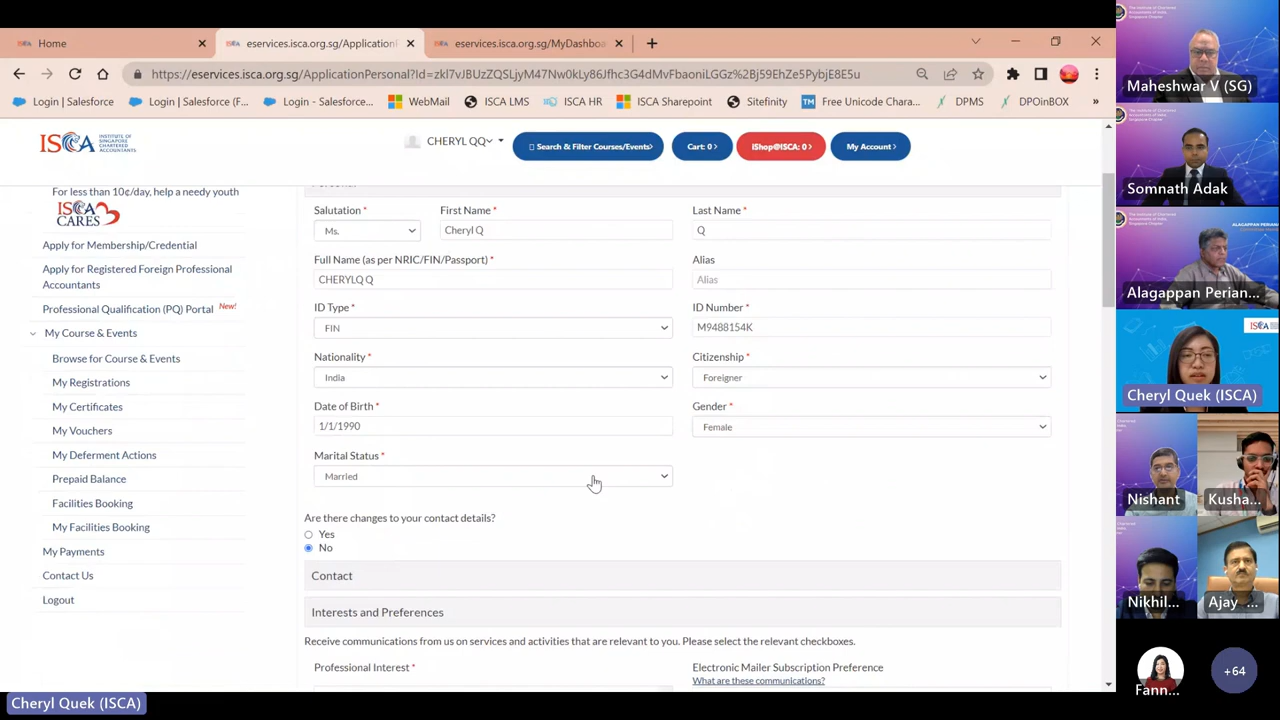 Home
eservices.isca.org.sg/Application
eservices.isca.org.sg/MyDashbo
https://eservices.isca.org.sg/ApplicationPersonal?Id=zkl7vJBUzZQSLjyM47Nw0kLy86Jfhc3G4dMvFbaoniLGGz%2Bj59EhZe5PybjE8E5u
Login | Salesforce
Login | Salesforce (F...
Login - Salesforce...
WebMail
ISCA LMS
ISCA HR
ISCA Sharepoint
Sitefinity
Free Unicode Chara...
DPMS
DPOinBOX
»
ISCA
INSTITUTE OF
SINGAPORE
CHARTERED
ACCOUNTANTS
CHERYL QQ
Search & Filter Courses/Events
Cart: 0
IShop@ISCA: 0
My Account
For less than 10¢/day, help a needy youth
ISCA
CARES
Apply for Membership/Credential
Apply for Registered Foreign Professional
Accountants
Professional Qualification (PQ) Portal New!
My Course & Events
Browse for Course & Events
My Registrations
My Certificates
My Vouchers
My Deferment Actions
Prepaid Balance
Facilities Booking
My Facilities Booking
My Payments
Contact Us
Logout
Salutation *
First Name *
Last Name *
Ms.
Cheryl Q
Q
Full Name (as per NRIC/FIN/Passport) *
Alias
CHERYLQ Q
Alias
ID Type *
ID Number *
FIN
M9488154K
Nationality *
Citizenship *
India
Foreigner
Date of Birth *
Gender *
1/1/1990
Female
Marital Status *
Married
Are there changes to your contact details?
Yes
No
Contact
Interests and Preferences
Receive communications from us on services and activities that are relevant to you. Please select the relevant checkboxes.
Professional Interest *
Electronic Mailer Subscription Preference
What are these communications?
Maheshwar V (SG)
Somnath Adak
ALAGAPPAN PERIAN
Alagappan Perian...
ISCA
Cheryl Quek (ISCA)
Nishant
Kusha...
Nikhil...
Ajay ...
Fann...
+64
Cheryl Quek (ISCA)